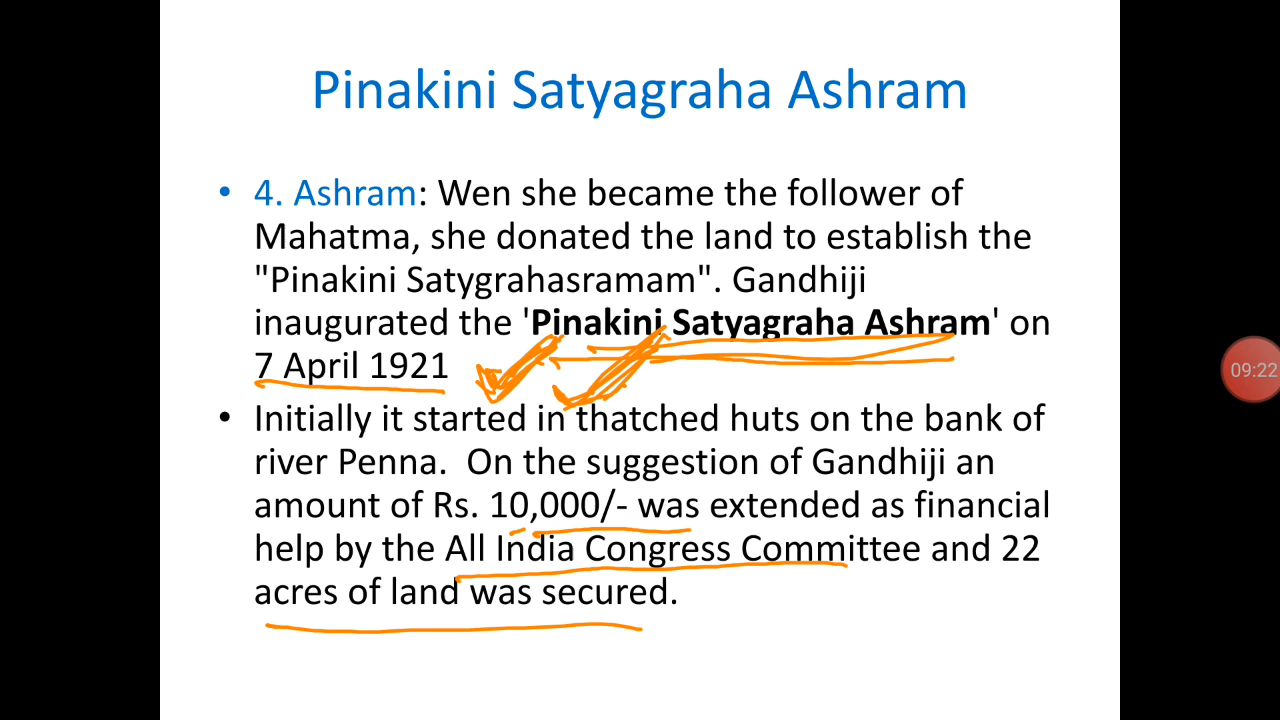 Pinakini Satyagraha Ashram
• 4. Ashram: Wen she became the follower of
Mahatma, she donated the land to establish the
"Pinakini Satygrahasramam". Gandhiji
inaugurated the 'Pinakini Satyagraha Ashram' on
7 April 1921
• Initially it started in thatched huts on the bank of
river Penna. On the suggestion of Gandhiji an
amount of Rs. 10,000/- was extended as financial
help by the All India Congress Committee and 22
acres of land was secured.
09:22